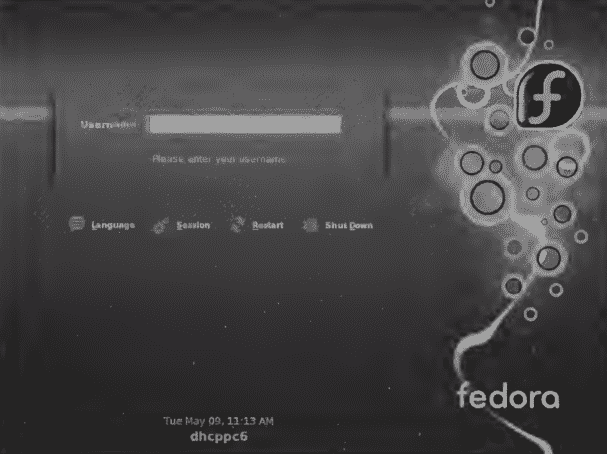 Username:
Please enter your username
Language Session Restart Shut Down
fedora
Tue May 09, 11:13 AM
dhcppc6